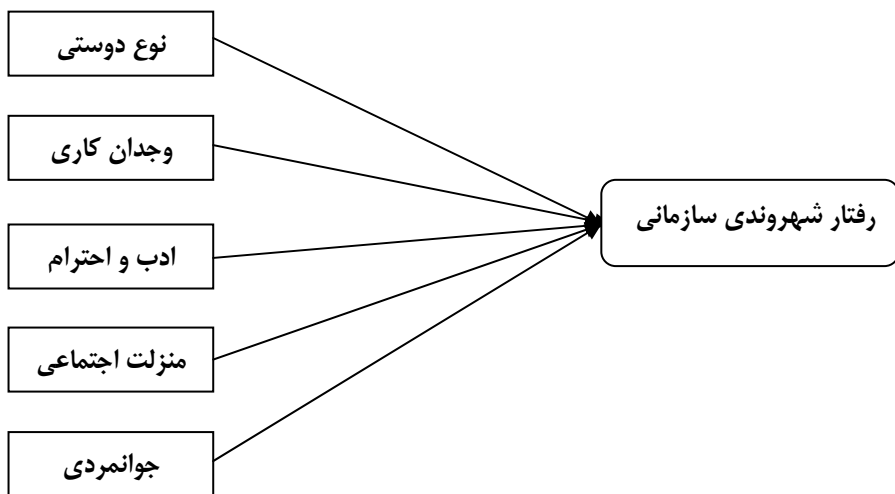 نوع دوستی
وجدان کاری
رفتار شهروندی سازمانی
ادب و احترام
منزلت اجتماعی
جوانمردی